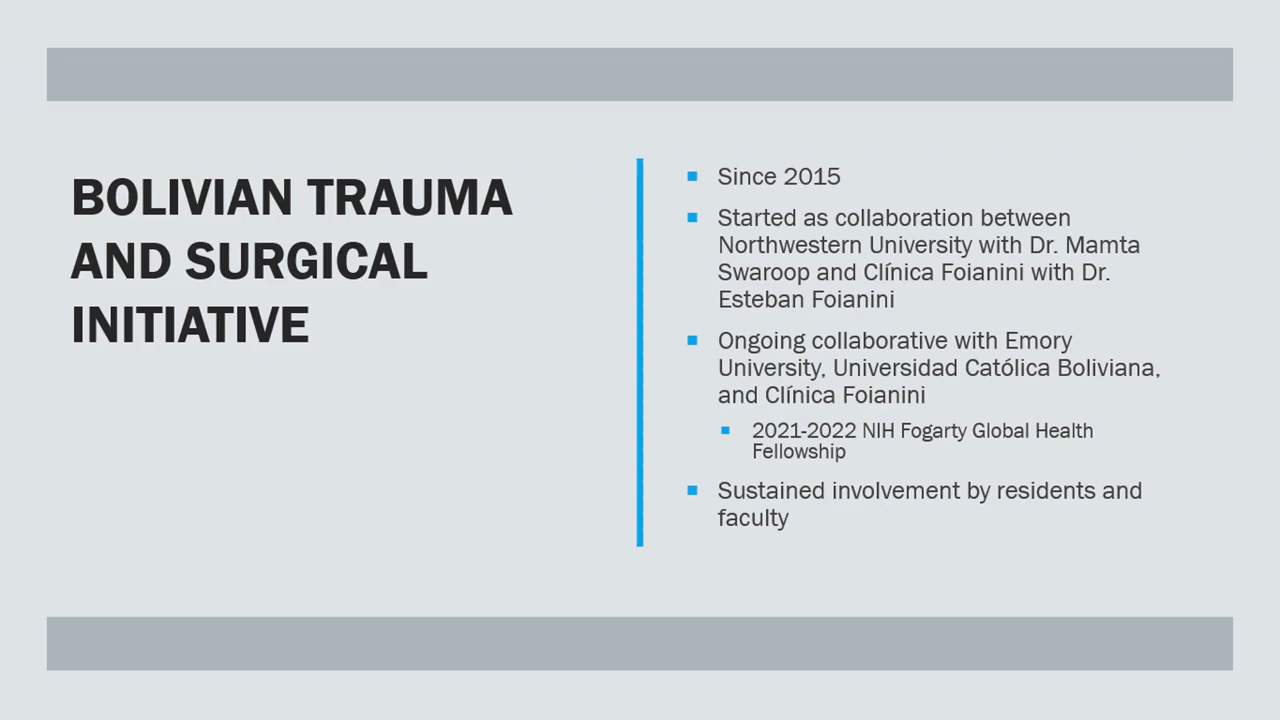 BOLIVIAN TRAUMA
AND SURGICAL
INITIATIVE
Since 2015
Started as collaboration between
Northwestern University with Dr. Mamta
Swaroop and Clínica Foianini with Dr.
Esteban Foianini
Ongoing collaborative with Emory
University, Universidad Católica Boliviana,
and Clínica Foianini
2021-2022 NIH Fogarty Global Health
Fellowship
Sustained involvement by residents and
faculty